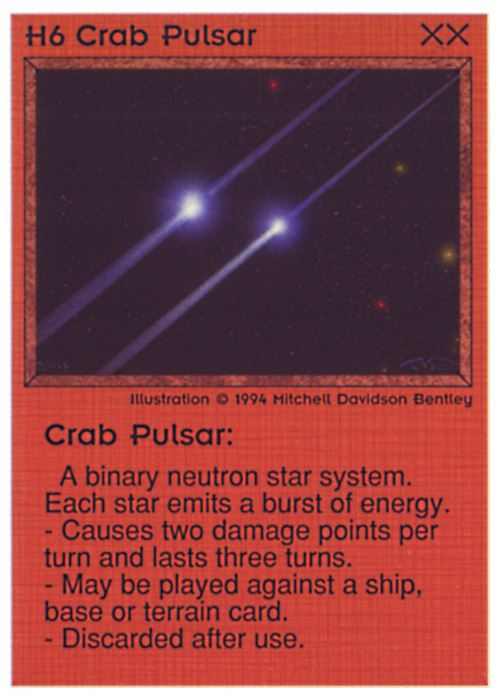 H6 Crab Pulsar XX
Illustration © 1994 Mitchell Davidson Bentley
Crab Pulsar:
A binary neutron star system.
Each star emits a burst of energy.
- Causes two damage points per
turn and lasts three turns.
- May be played against a ship,
base or terrain card.
- Discarded after use.